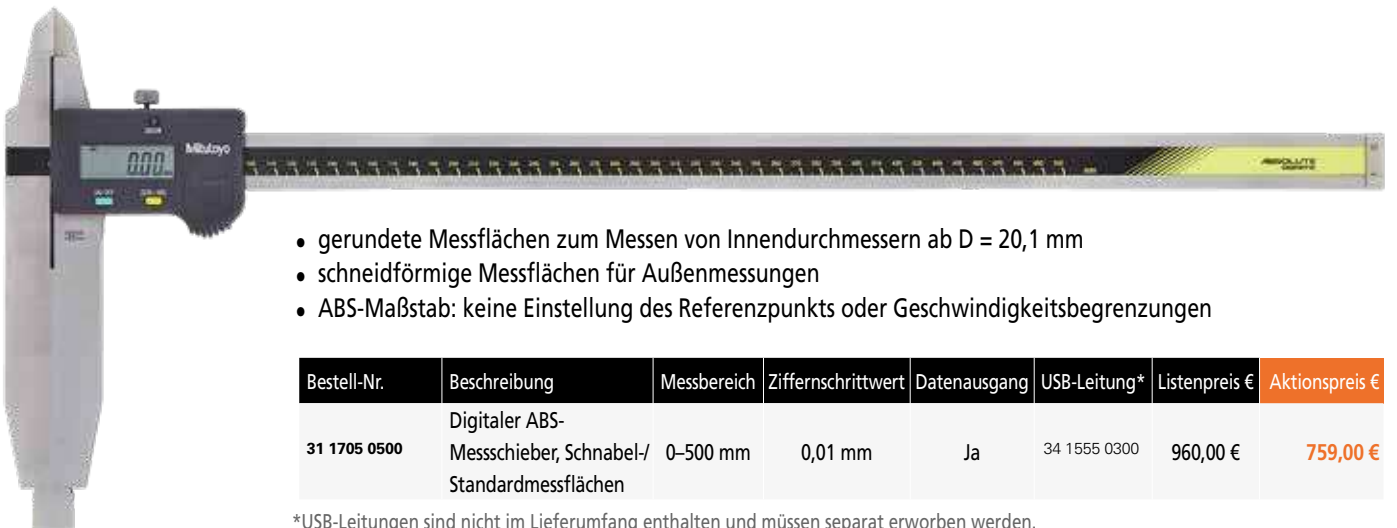 Mitutoyo
0.00
ABSOLUTE
• gerundete Messflächen zum Messen von Innendurchmessern ab D = 20,1 mm
• schneidförmige Messflächen für Außenmessungen
• ABS-Maßstab: keine Einstellung des Referenzpunkts oder Geschwindigkeitsbegrenzungen
Bestell-Nr. Beschreibung Messbereich Ziffernschrittwert Datenausgang USB-Leitung* Listenpreis € Aktionspreis €
31 1705 0500 Digitaler ABS-
Messschieber, Schnabel-/ 0–500 mm 0,01 mm Ja 34 1555 0300 960,00 € 759,00 €
Standardmessflächen
*USB-Leitungen sind nicht im Lieferumfang enthalten und müssen separat erworben werden.